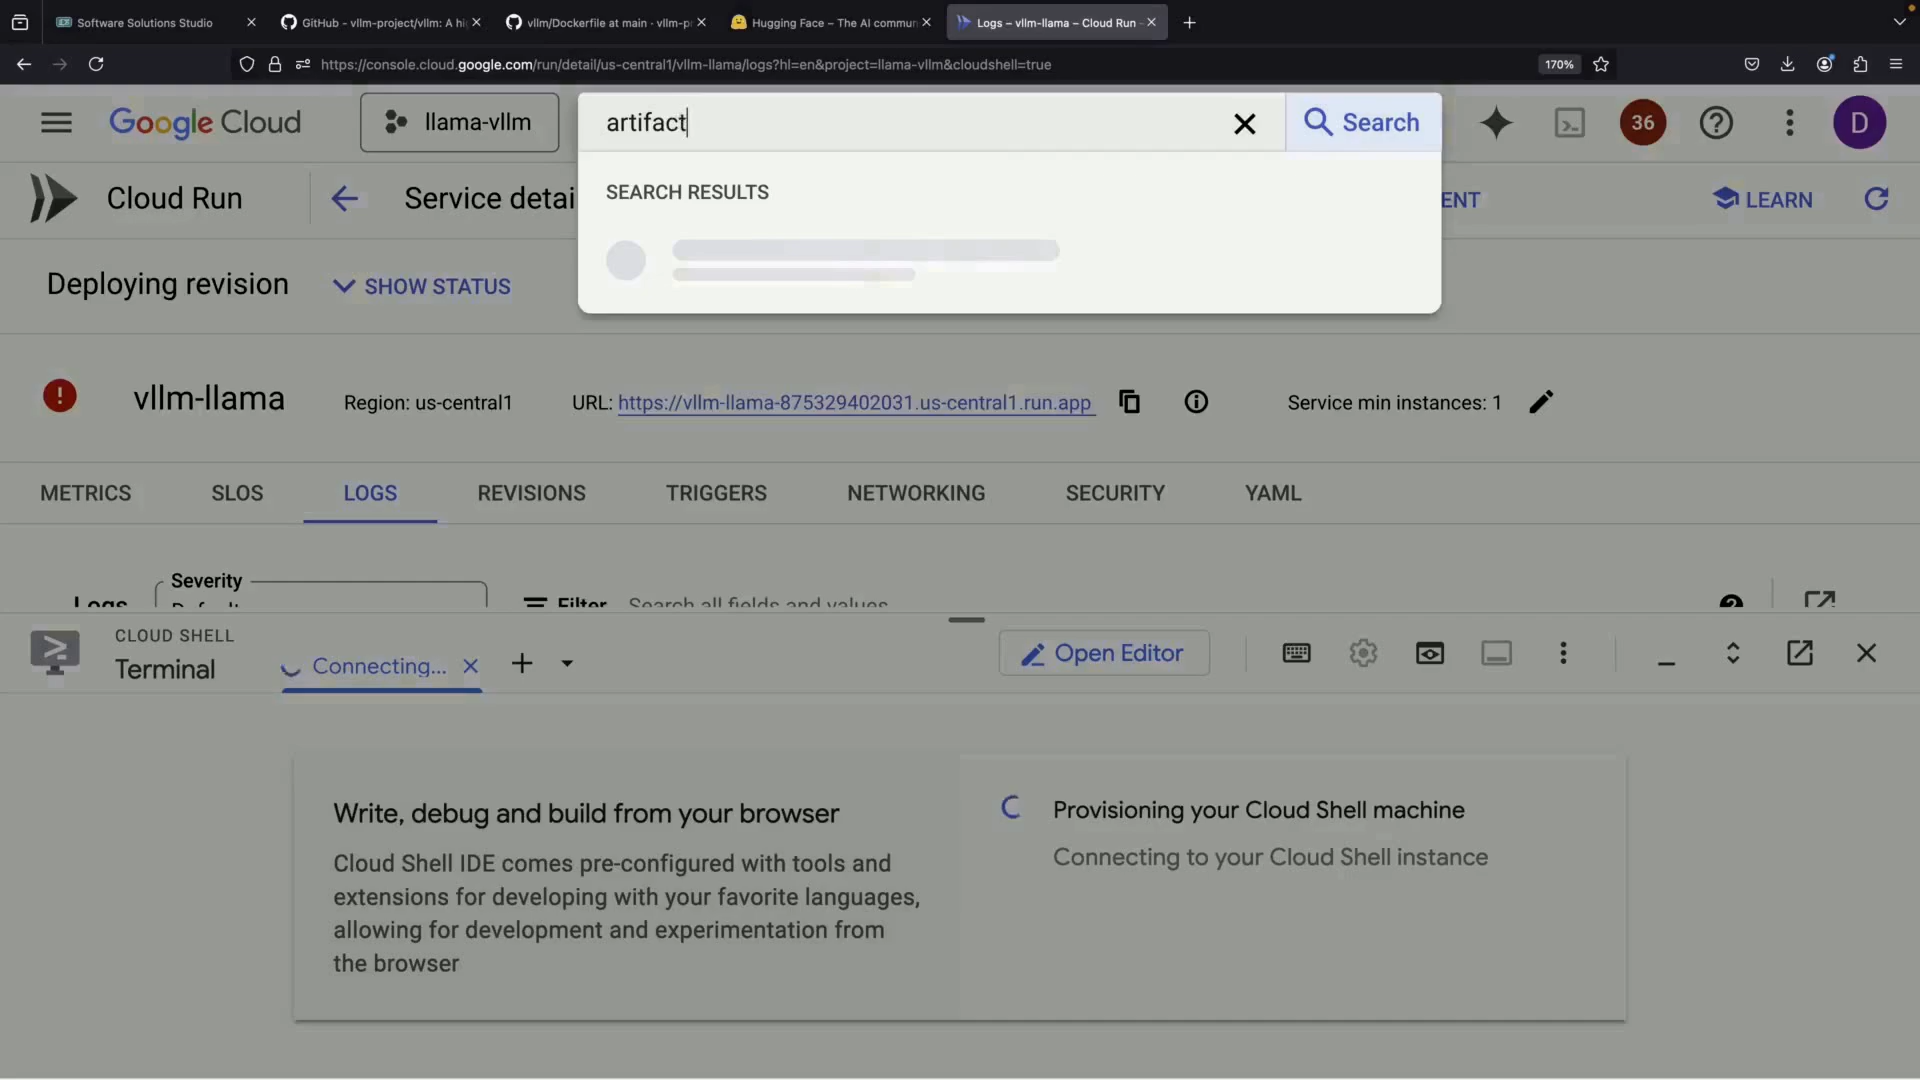 Software Solutions Studio
GitHub - vllm-project/vllm: A hi
vllm/Dockerfile at main · vllm-p
Hugging Face – The AI commun
Logs – vllm-llama – Cloud Run -
https://console.cloud.google.com/run/detail/us-central1/vllm-llama/logs?hl=en&project=llama-vllm&cloudshell=true
170%
Google Cloud
llama-vllm
artifact
Search
36
D
SEARCH RESULTS
Cloud Run
Service detai
ENT
LEARN
Deploying revision
SHOW STATUS
vllm-llama
Region: us-central1
URL: https://vllm-llama-875329402031.us-central1.run.app
Service min instances: 1
METRICS
SLOS
LOGS
REVISIONS
TRIGGERS
NETWORKING
SECURITY
YAML
Severity
Default
Logs
Filter
Search all fields and values
CLOUD SHELL
Terminal
Connecting...
Open Editor
Write, debug and build from your browser
Cloud Shell IDE comes pre-configured with tools and
extensions for developing with your favorite languages,
allowing for development and experimentation from
the browser
Provisioning your Cloud Shell machine
Connecting to your Cloud Shell instance